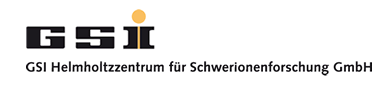 GSI
GSI Helmholtzzentrum für Schwerionenforschung GmbH